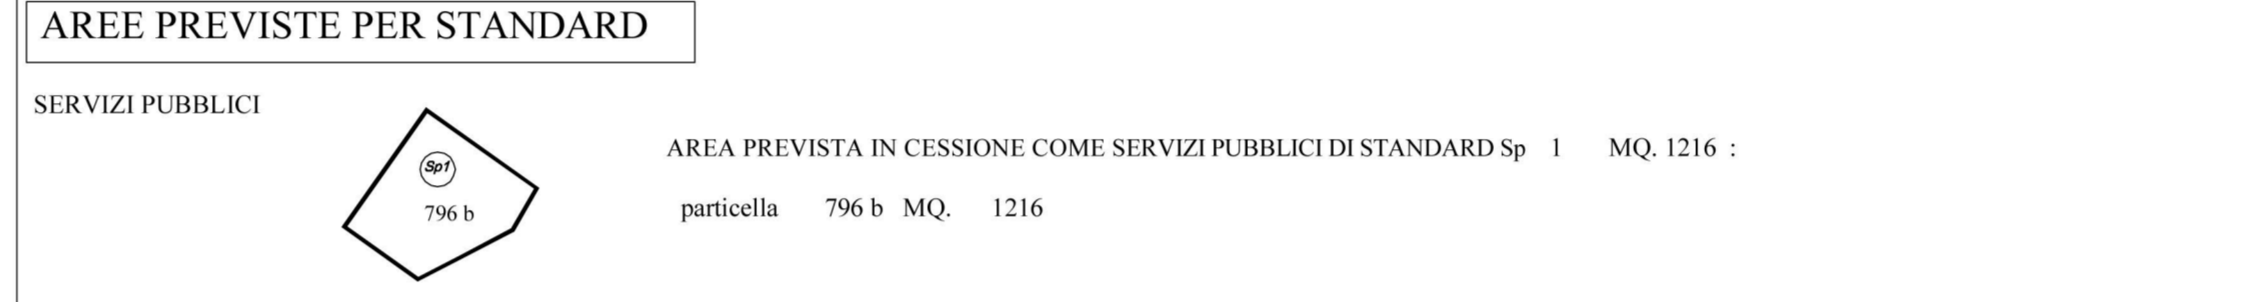 AREE PREVISTE PER STANDARD
SERVIZI PUBBLICI
Sp1
796 b
AREA PREVISTA IN CESSIONE COME SERVIZI PUBBLICI DI STANDARD Sp 1 MQ. 1216 :
particella 796 b MQ. 1216